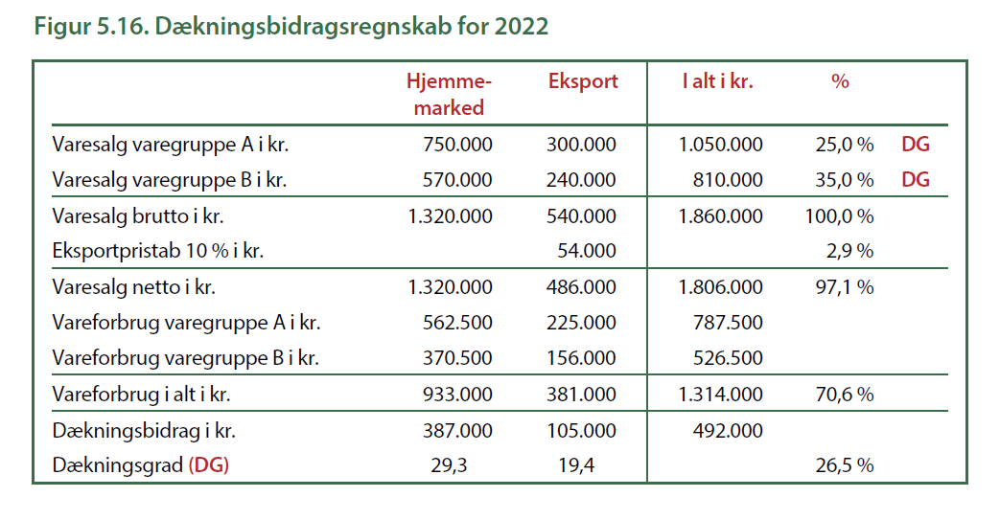 Figur 5.16. Dækningsbidragsregnskab for 2022
Hjemme- Eksport I alt i kr. %
marked
Varesalg varegruppe A i kr. 750.000 300.000 1.050.000 25,0 % DG
Varesalg varegruppe B i kr. 570.000 240.000 810.000 35,0 % DG
Varesalg brutto i kr. 1.320.000 540.000 1.860.000 100,0 %
Eksportpristab 10 % i kr. 54.000 2,9 %
Varesalg netto i kr. 1.320.000 486.000 1.806.000 97,1 %
Vareforbrug varegruppe A i kr. 562.500 225.000 787.500
Vareforbrug varegruppe B i kr. 370.500 156.000 526.500
Vareforbrug i alt i kr. 933.000 381.000 1.314.000 70,6 %
Dækningsbidrag i kr. 387.000 105.000 492.000
Dækningsgrad (DG) 29,3 19,4 26,5 %